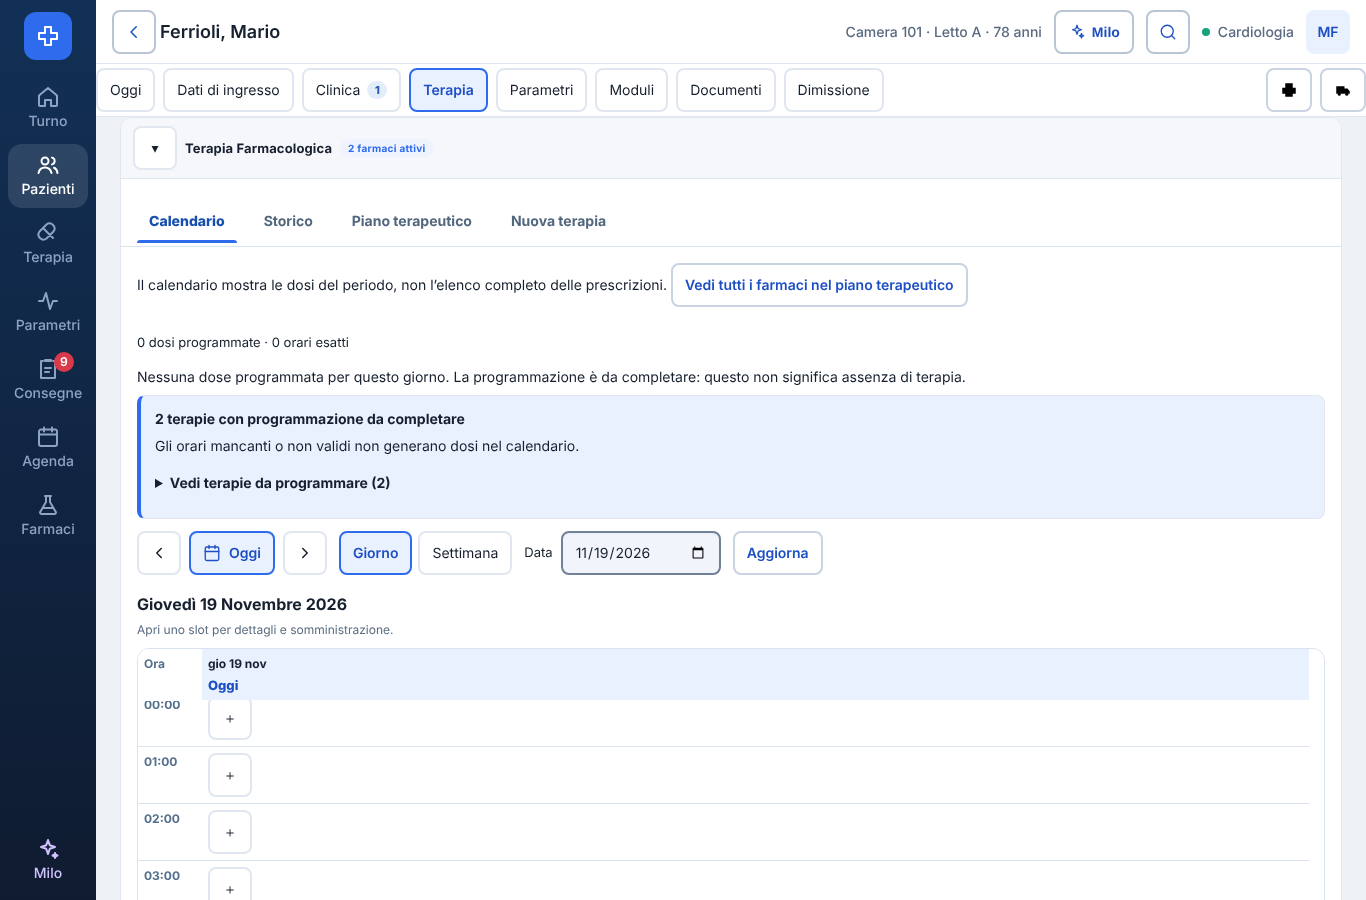 Ferrioli, Mario
Camera 101 · Letto A · 78 anni
Milo
Cardiologia
MF
Turno
Pazienti
Terapia
Parametri
9
Consegne
Agenda
Farmaci
Milo
Oggi
Dati di ingresso
Clinica 1
Terapia
Parametri
Moduli
Documenti
Dimissione
Terapia Farmacologica
2 farmaci attivi
Calendario
Storico
Piano terapeutico
Nuova terapia
Il calendario mostra le dosi del periodo, non l’elenco completo delle prescrizioni.
Vedi tutti i farmaci nel piano terapeutico
0 dosi programmate · 0 orari esatti
Nessuna dose programmata per questo giorno. La programmazione è da completare: questo non significa assenza di terapia.
2 terapie con programmazione da completare
Gli orari mancanti o non validi non generano dosi nel calendario.
Vedi terapie da programmare (2)
Oggi
Giorno
Settimana
Data
11/19/2026
Aggiorna
Giovedì 19 Novembre 2026
Apri uno slot per dettagli e somministrazione.
Ora
gio 19 nov
Oggi
00:00
+
01:00
+
02:00
+
03:00
+